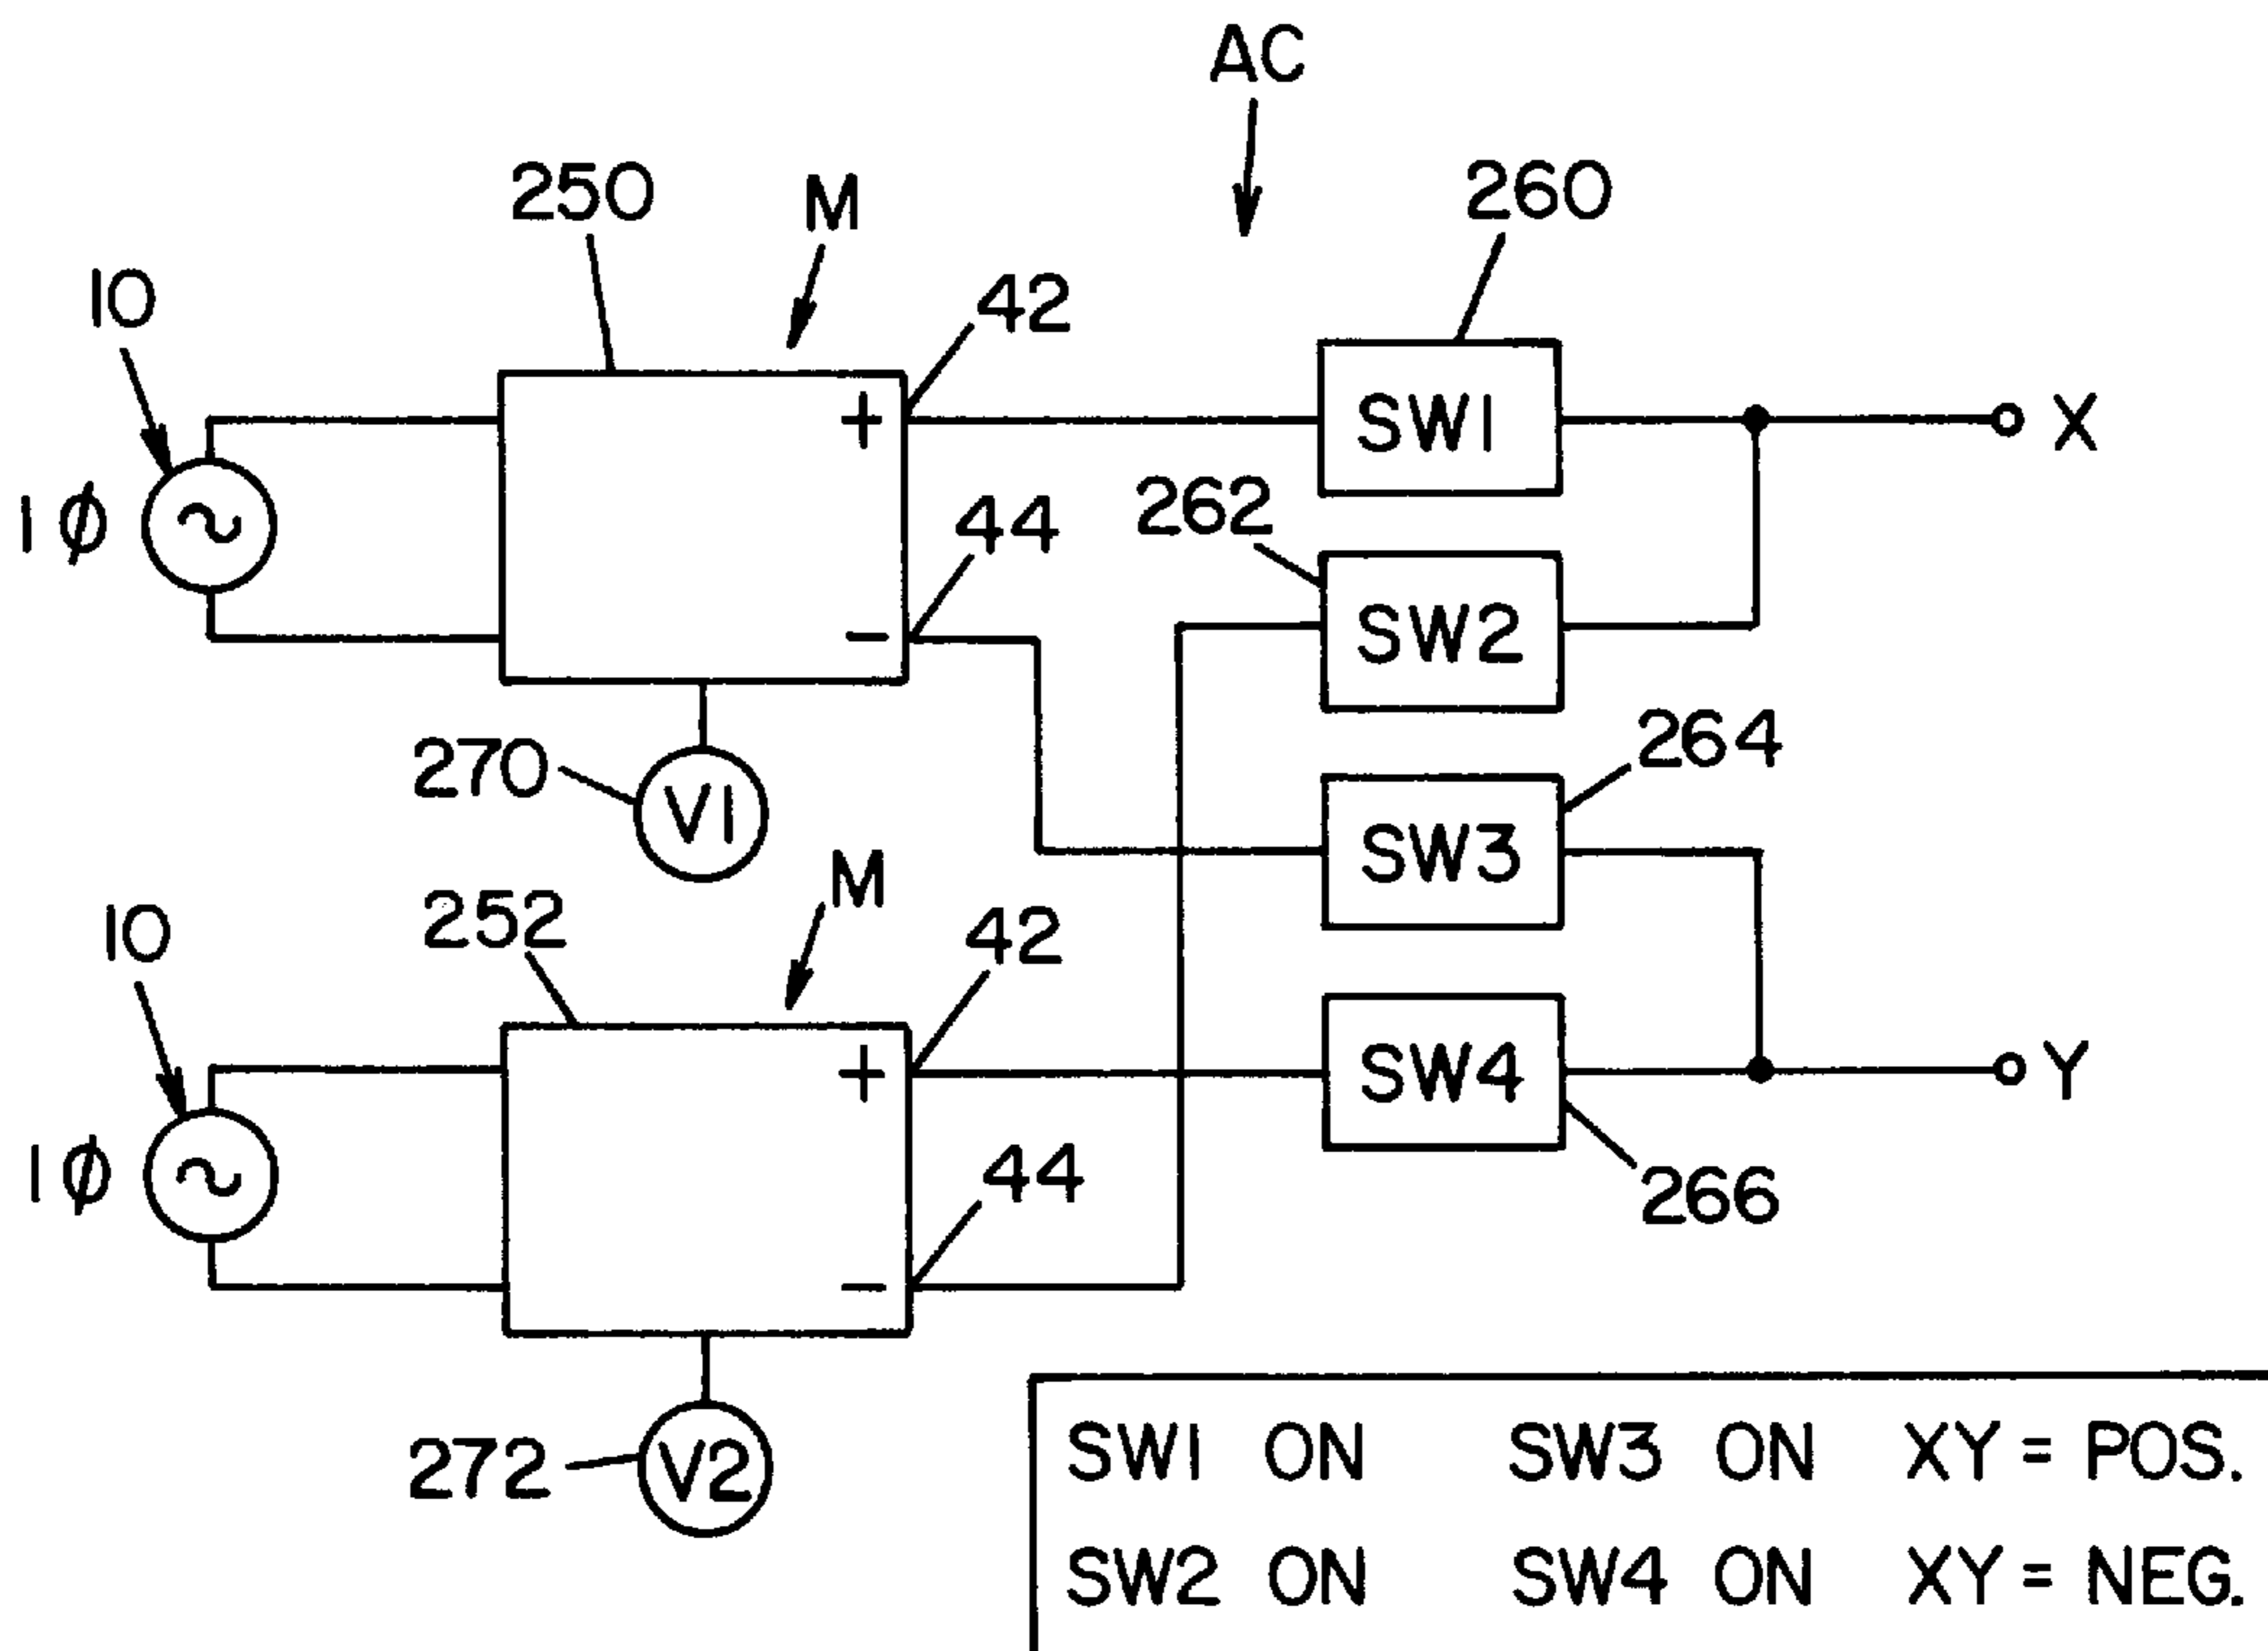 AC
250
M
260
10
42
+
SW1
X
1ϕ
44
262
−
SW2
264
270
V1
SW3
M
252
42
10
+
SW4
Y
1ϕ
44
266
−
272
V2
SW1 ON SW3 ON XY = POS.
SW2 ON SW4 ON XY = NEG.